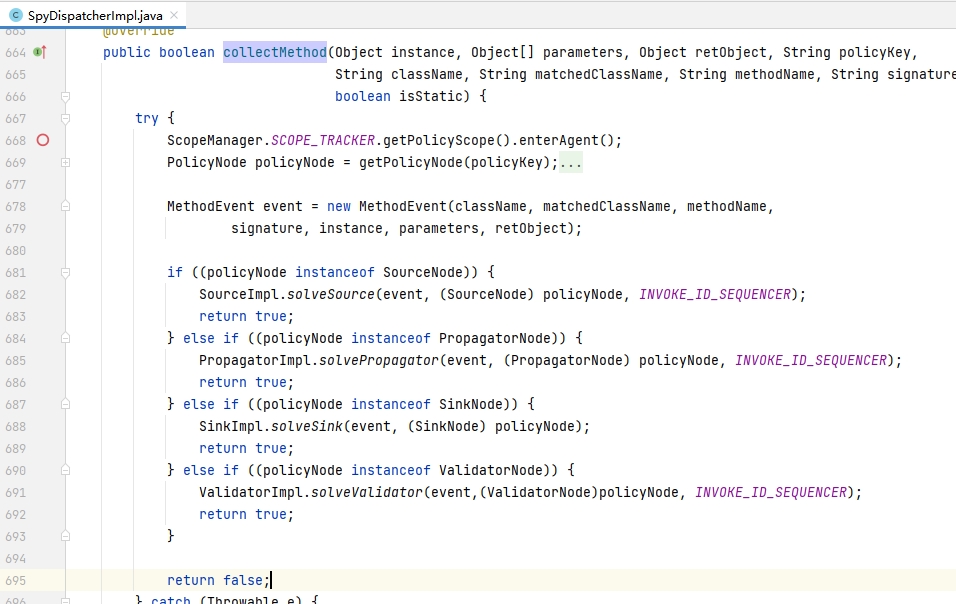 SpyDispatcherImpl.java
663 @Override
664 public boolean collectMethod(Object instance, Object[] parameters, Object retObject, String policyKey,
665 String className, String matchedClassName, String methodName, String signature
666 boolean isStatic) {
667 try {
668 ScopeManager.SCOPE_TRACKER.getPolicyScope().enterAgent();
669 PolicyNode policyNode = getPolicyNode(policyKey);...
677
678 MethodEvent event = new MethodEvent(className, matchedClassName, methodName,
679 signature, instance, parameters, retObject);
680
681 if ((policyNode instanceof SourceNode)) {
682 SourceImpl.solveSource(event, (SourceNode) policyNode, INVOKE_ID_SEQUENCER);
683 return true;
684 } else if ((policyNode instanceof PropagatorNode)) {
685 PropagatorImpl.solvePropagator(event, (PropagatorNode) policyNode, INVOKE_ID_SEQUENCER);
686 return true;
687 } else if ((policyNode instanceof SinkNode)) {
688 SinkImpl.solveSink(event, (SinkNode) policyNode);
689 return true;
690 } else if ((policyNode instanceof ValidatorNode)) {
691 ValidatorImpl.solveValidator(event,(ValidatorNode)policyNode, INVOKE_ID_SEQUENCER);
692 return true;
693 }
694
695 return false;
696 } catch (Throwable e) {